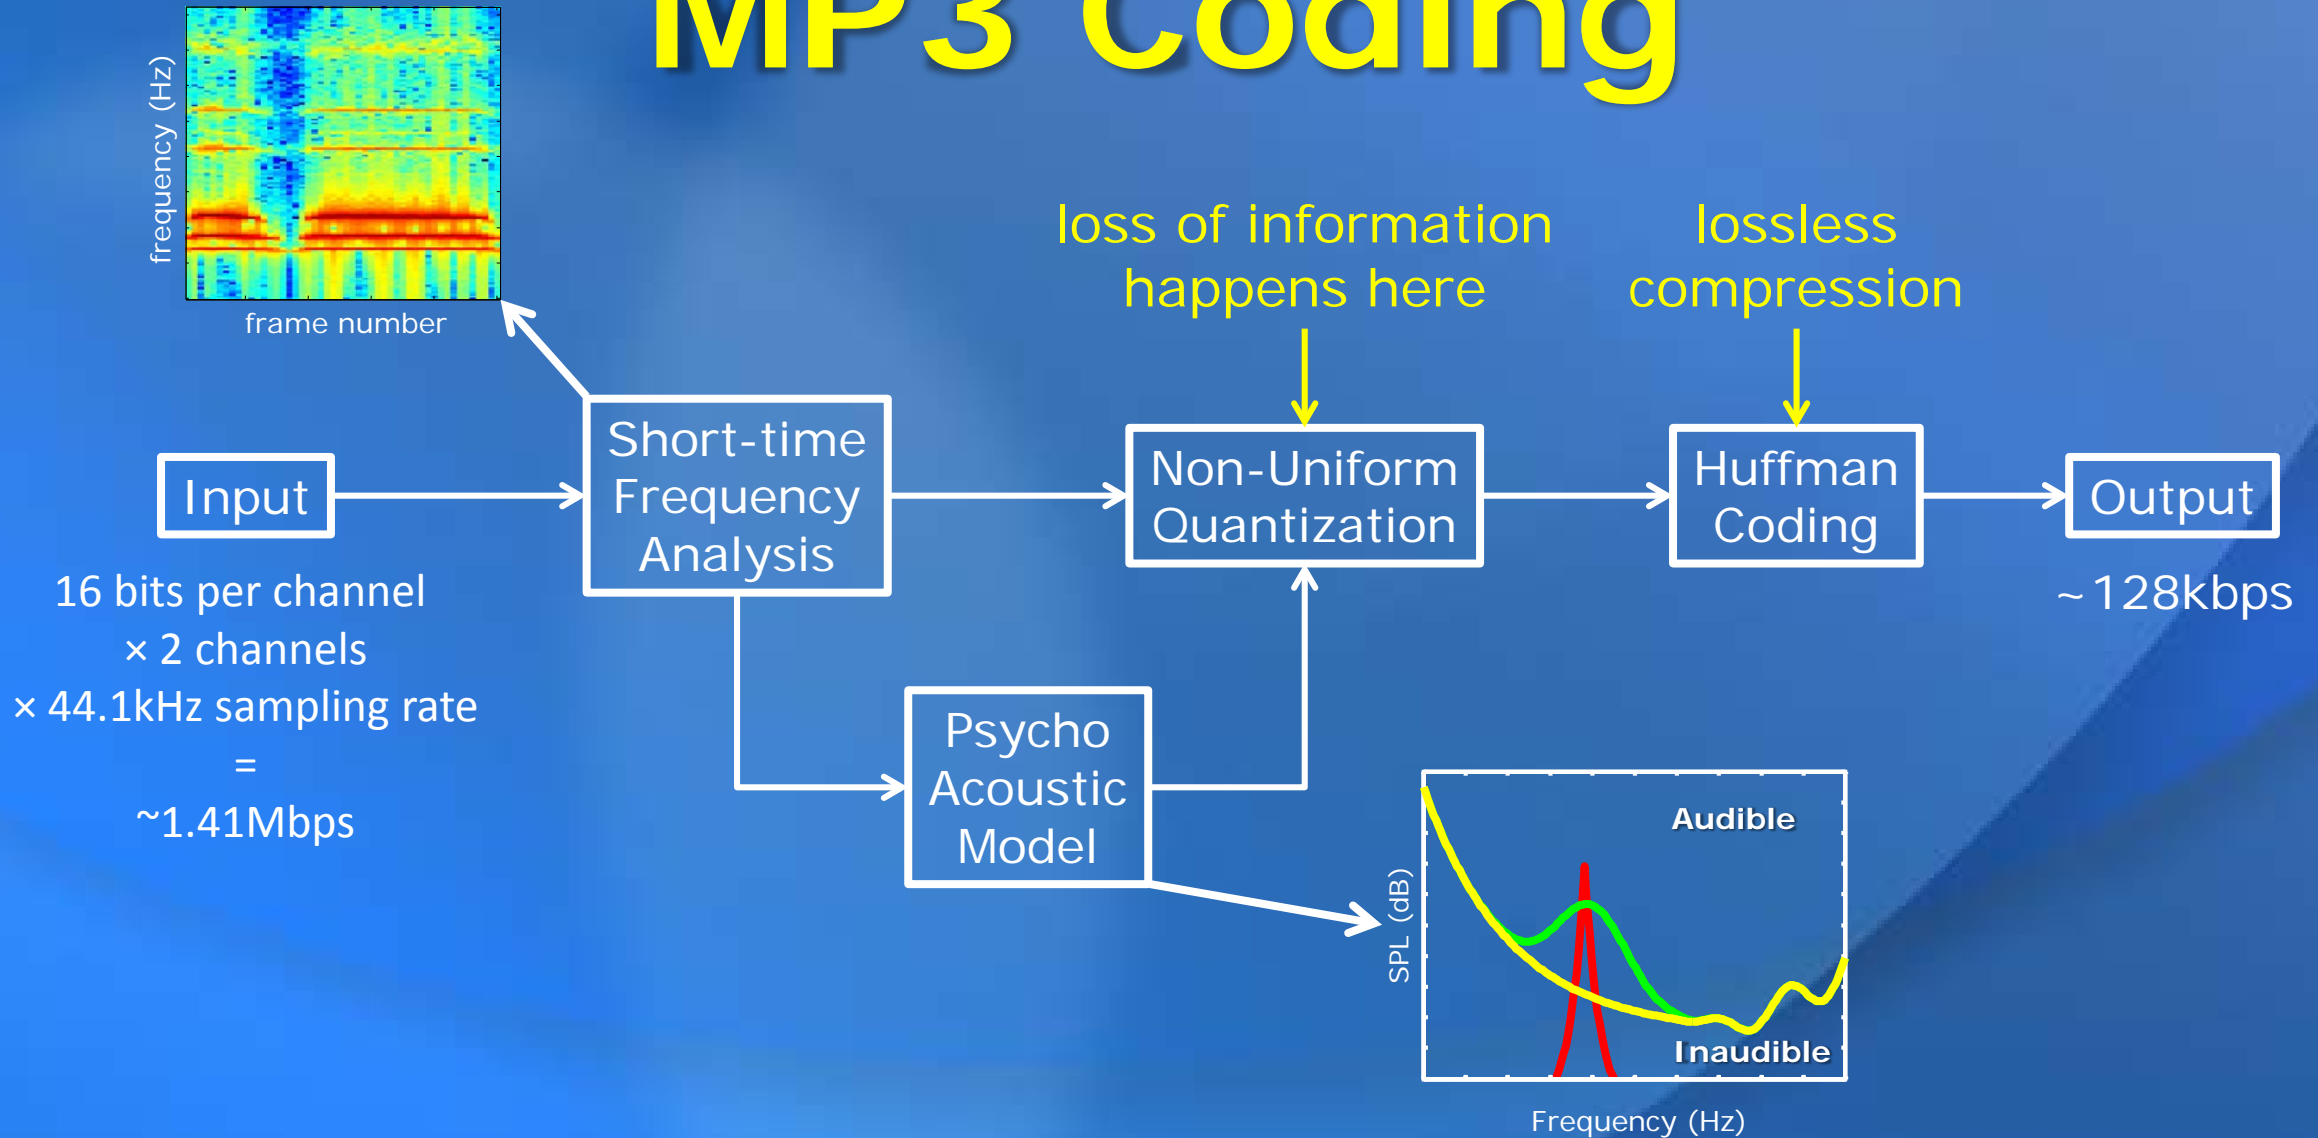 MP3 Coding
frequency (Hz)
frame number
loss of information
happens here
lossless
compression
Input
Short-time
Frequency
Analysis
Non-Uniform
Quantization
Huffman
Coding
Output
16 bits per channel
× 2 channels
× 44.1kHz sampling rate
=
~1.41Mbps
~128kbps
Psycho
Acoustic
Model
SPL (dB)
Audible
Inaudible
Frequency (Hz)